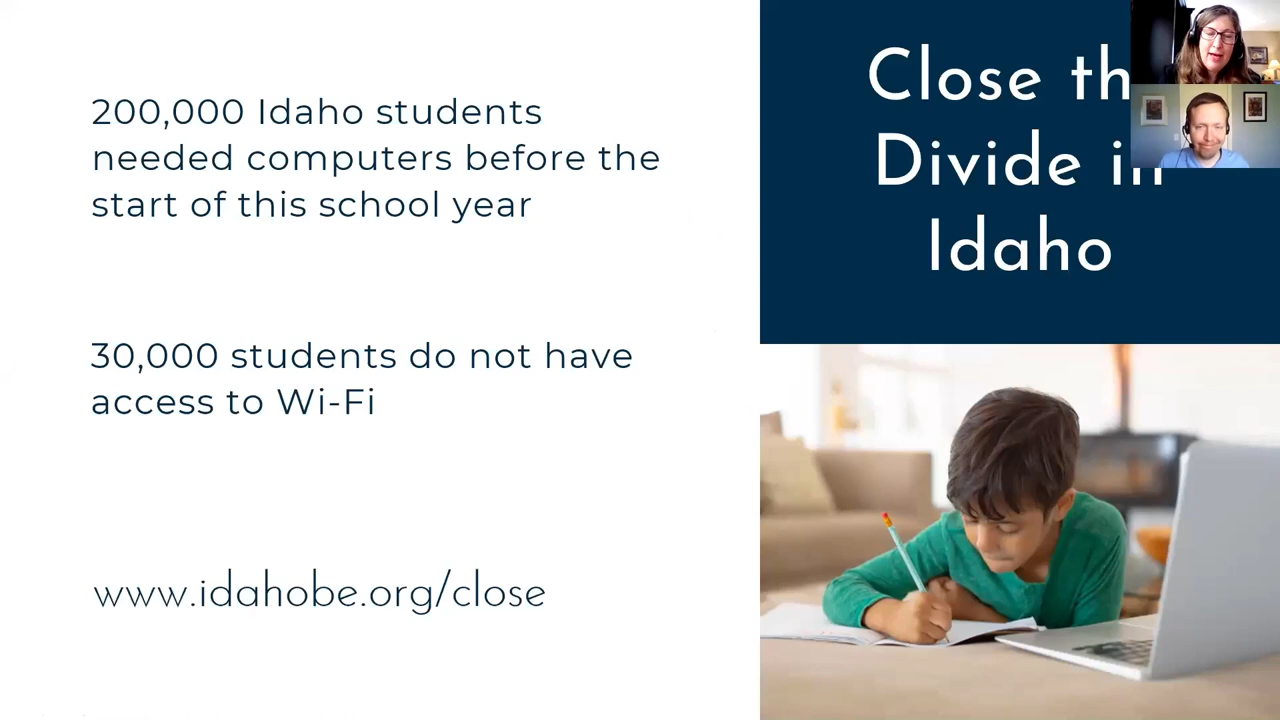 200,000 Idaho students
needed computers before the
start of this school year
30,000 students do not have
access to Wi-Fi
www.idahobe.org/close
Close th
Divide in
Idaho